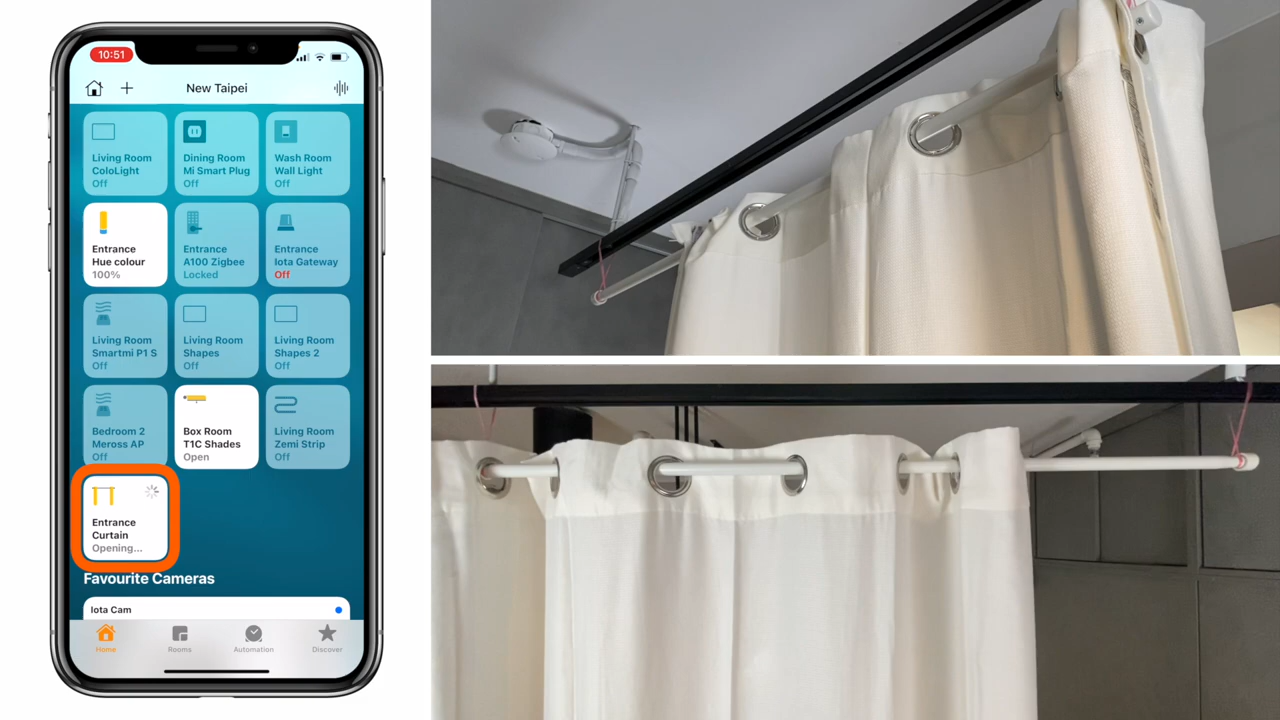 10:51
New Taipei
Living Room
ColoLight
Off
Dining Room
Mi Smart Plug
Off
Wash Room
Wall Light
Off
Entrance
Hue colour
100%
Entrance
A100 Zigbee
Locked
Entrance
Iota Gateway
Off
Living Room
Smartmi P1 S
Off
Living Room
Shapes
Off
Living Room
Shapes 2
Off
Bedroom 2
Meross AP
Off
Box Room
T1C Shades
Open
Living Room
Zemi Strip
Off
Entrance
Curtain
Opening...
Favourite Cameras
Iota Cam
Home
Rooms
Automation
Discover